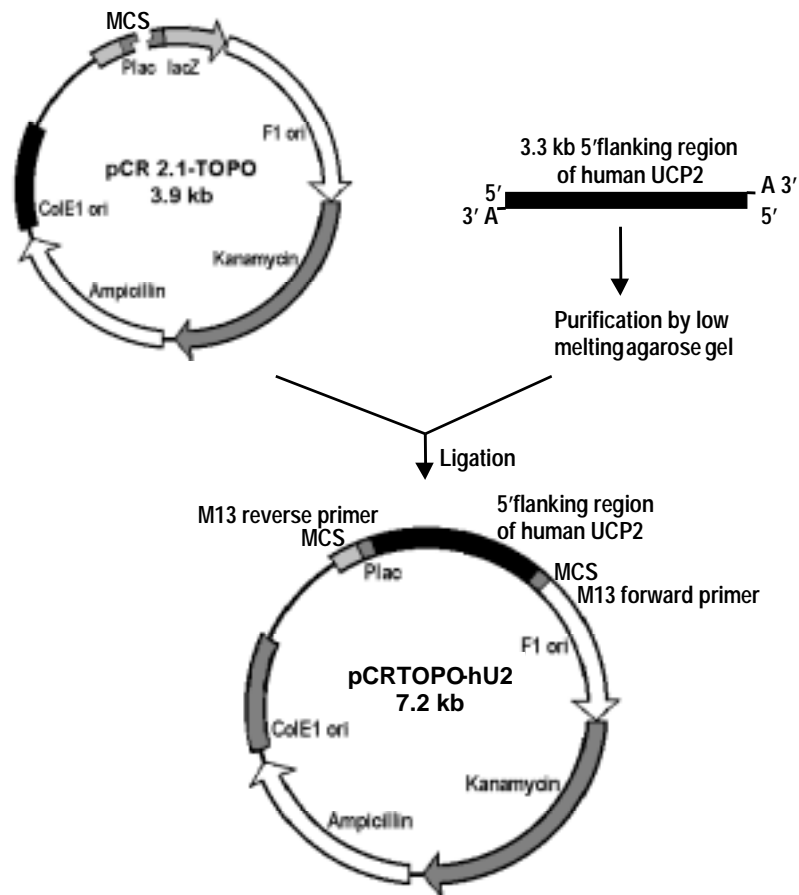 MCS
Plac lacZ
F1 ori
pCR 2.1-TOPO
3.9 kb
ColE1 ori
Kanamycin
Ampicillin
3.3 kb 5'flanking region
of human UCP2
5'
A 3'
3' A
5'
Purification by low
melting agarose gel
Ligation
M13 reverse primer
5'flanking region
of human UCP2
MCS
Plac
MCS
M13 forward primer
F1 ori
pCRTOPO-hU2
7.2 kb
ColE1 ori
Kanamycin
Ampicillin